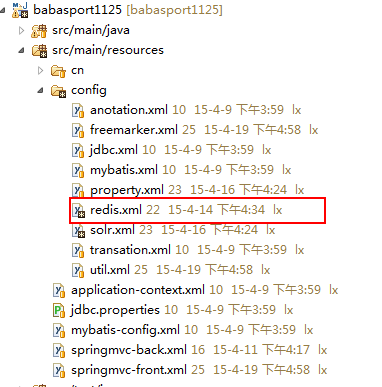 babasport1125 [babasport1125]
src/main/java
src/main/resources
cn
config
anotation.xml 10 15-4-9 下午3:59 lx
freemarker.xml 25 15-4-19 下午4:58 lx
jdbc.xml 10 15-4-9 下午3:59 lx
mybatis.xml 10 15-4-9 下午3:59 lx
property.xml 23 15-4-16 下午4:24 lx
redis.xml 22 15-4-14 下午4:34 lx
solr.xml 23 15-4-16 下午4:24 lx
transation.xml 10 15-4-9 下午3:59 lx
util.xml 25 15-4-19 下午4:58 lx
application-context.xml 10 15-4-9 下午3:59 lx
jdbc.properties 10 15-4-9 下午3:59 lx
mybatis-config.xml 10 15-4-9 下午3:59 lx
springmvc-back.xml 16 15-4-11 下午4:17 lx
springmvc-front.xml 25 15-4-19 下午4:58 lx